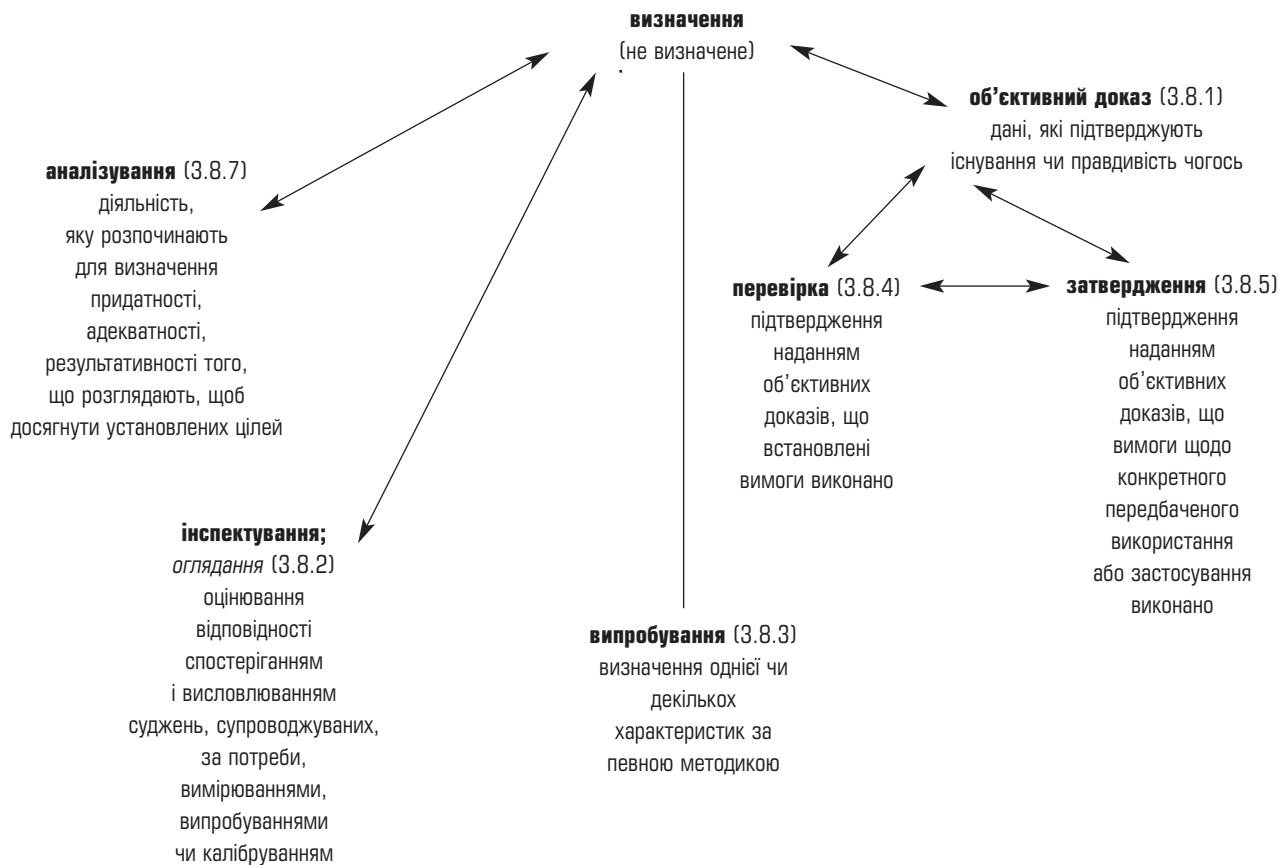 визначення
(не визначене)
об’єктивний доказ (3.8.1)
дані, які підтверджують
існування чи правдивість чогось
аналізування (3.8.7)
діяльність,
яку розпочинають
для визначення
придатності,
адекватності,
результативності того,
що розглядають, щоб
досягнути установлених цілей
перевірка (3.8.4)
підтвердження
наданням
об’єктивних
доказів, що
встановлені
вимоги виконано
затвердження (3.8.5)
підтвердження
наданням
об’єктивних
доказів, що
вимоги щодо
конкретного
передбаченого
використання
або застосування
виконано
інспектування;
оглядання (3.8.2)
оцінювання
відповідності
спостеріганням
і висловлюванням
суджень, супроводжуваних,
за потреби,
вимірюваннями,
випробуваннями
чи калібруванням
випробування (3.8.3)
визначення однієї чи
декількох
характеристик за
певною методикою